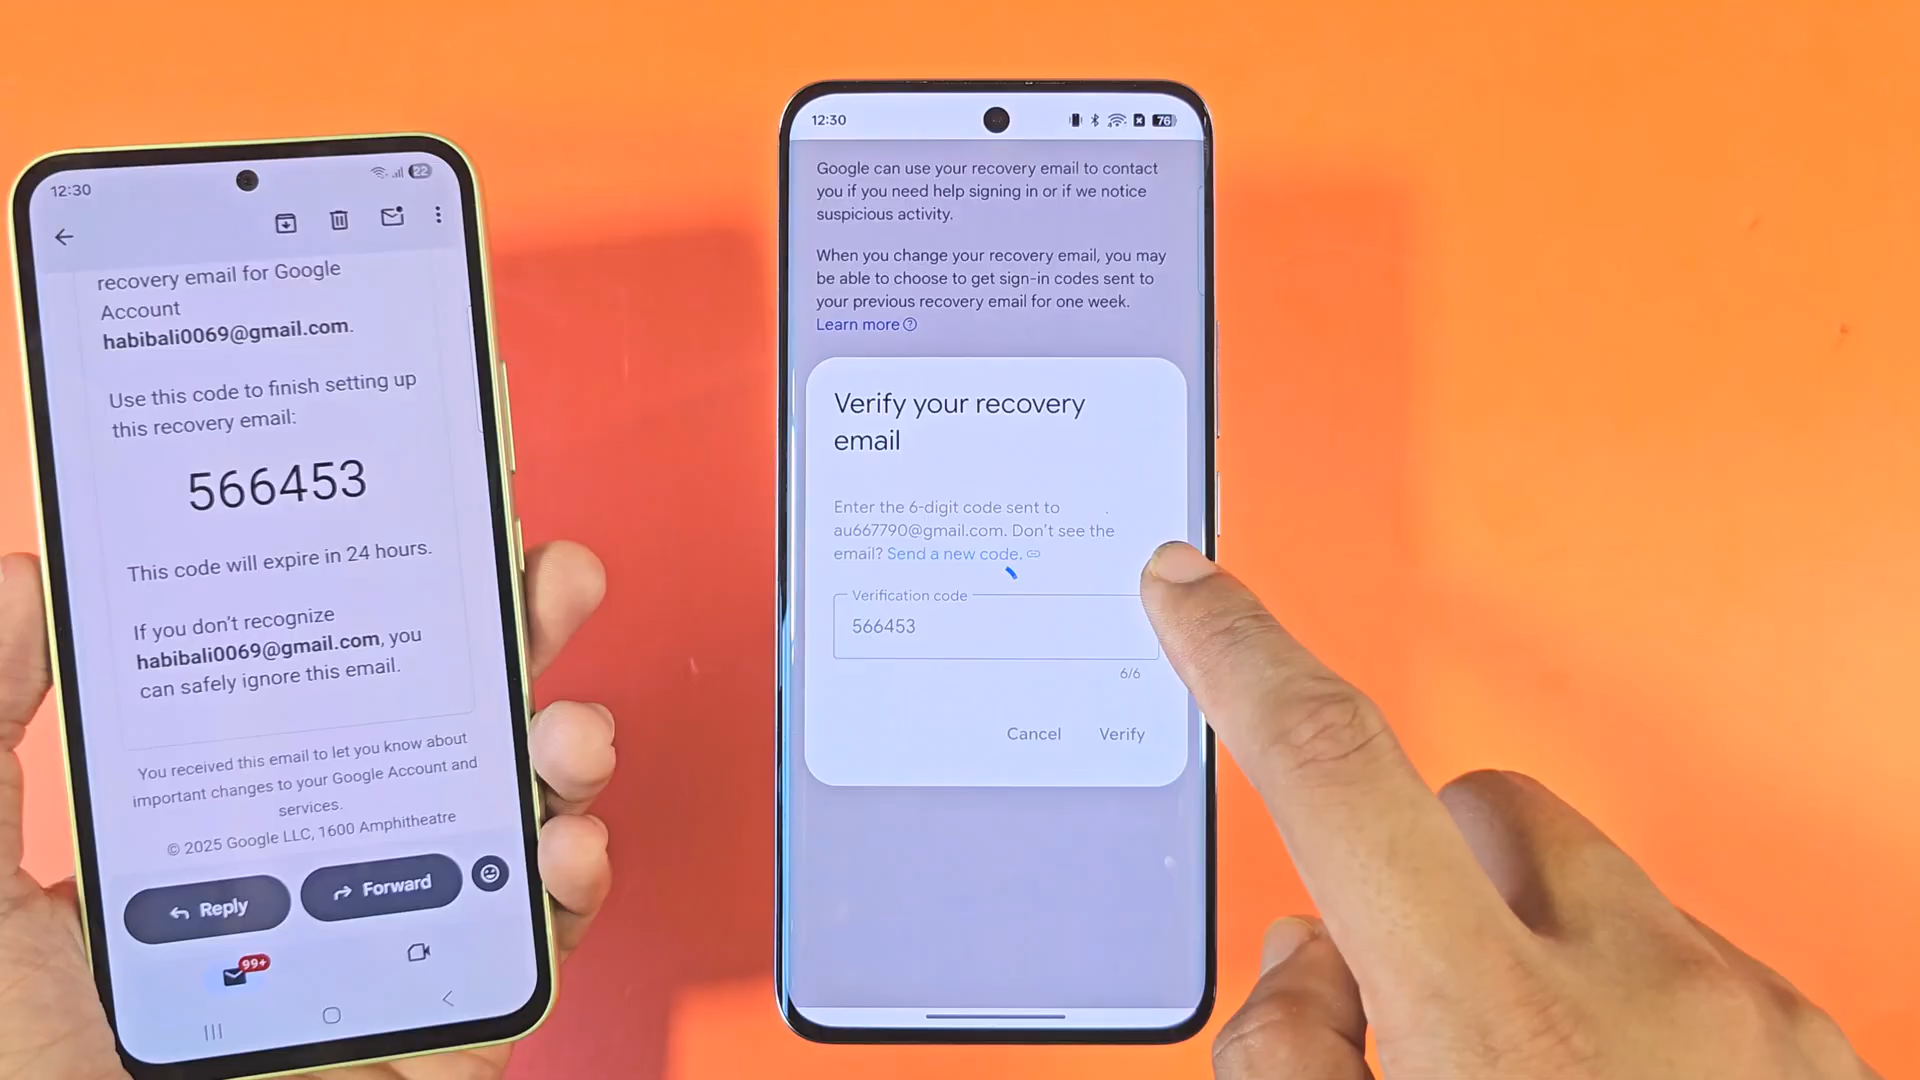 12:30
22
recovery email for Google
Account
habibali0069@gmail.com.
Use this code to finish setting up
this recovery email:
566453
This code will expire in 24 hours.
If you don't recognize
habibali0069@gmail.com, you
can safely ignore this email.
You received this email to let you know about
important changes to your Google Account and
services.
© 2025 Google LLC, 1600 Amphitheatre
Reply
Forward
99+
12:30
76
Google can use your recovery email to contact
you if you need help signing in or if we notice
suspicious activity.
When you change your recovery email, you may
be able to choose to get sign-in codes sent to
your previous recovery email for one week.
Learn more
Verify your recovery
email
Enter the 6-digit code sent to
au667790@gmail.com. Don't see the
email? Send a new code.
Verification code
566453
6/6
Cancel Verify